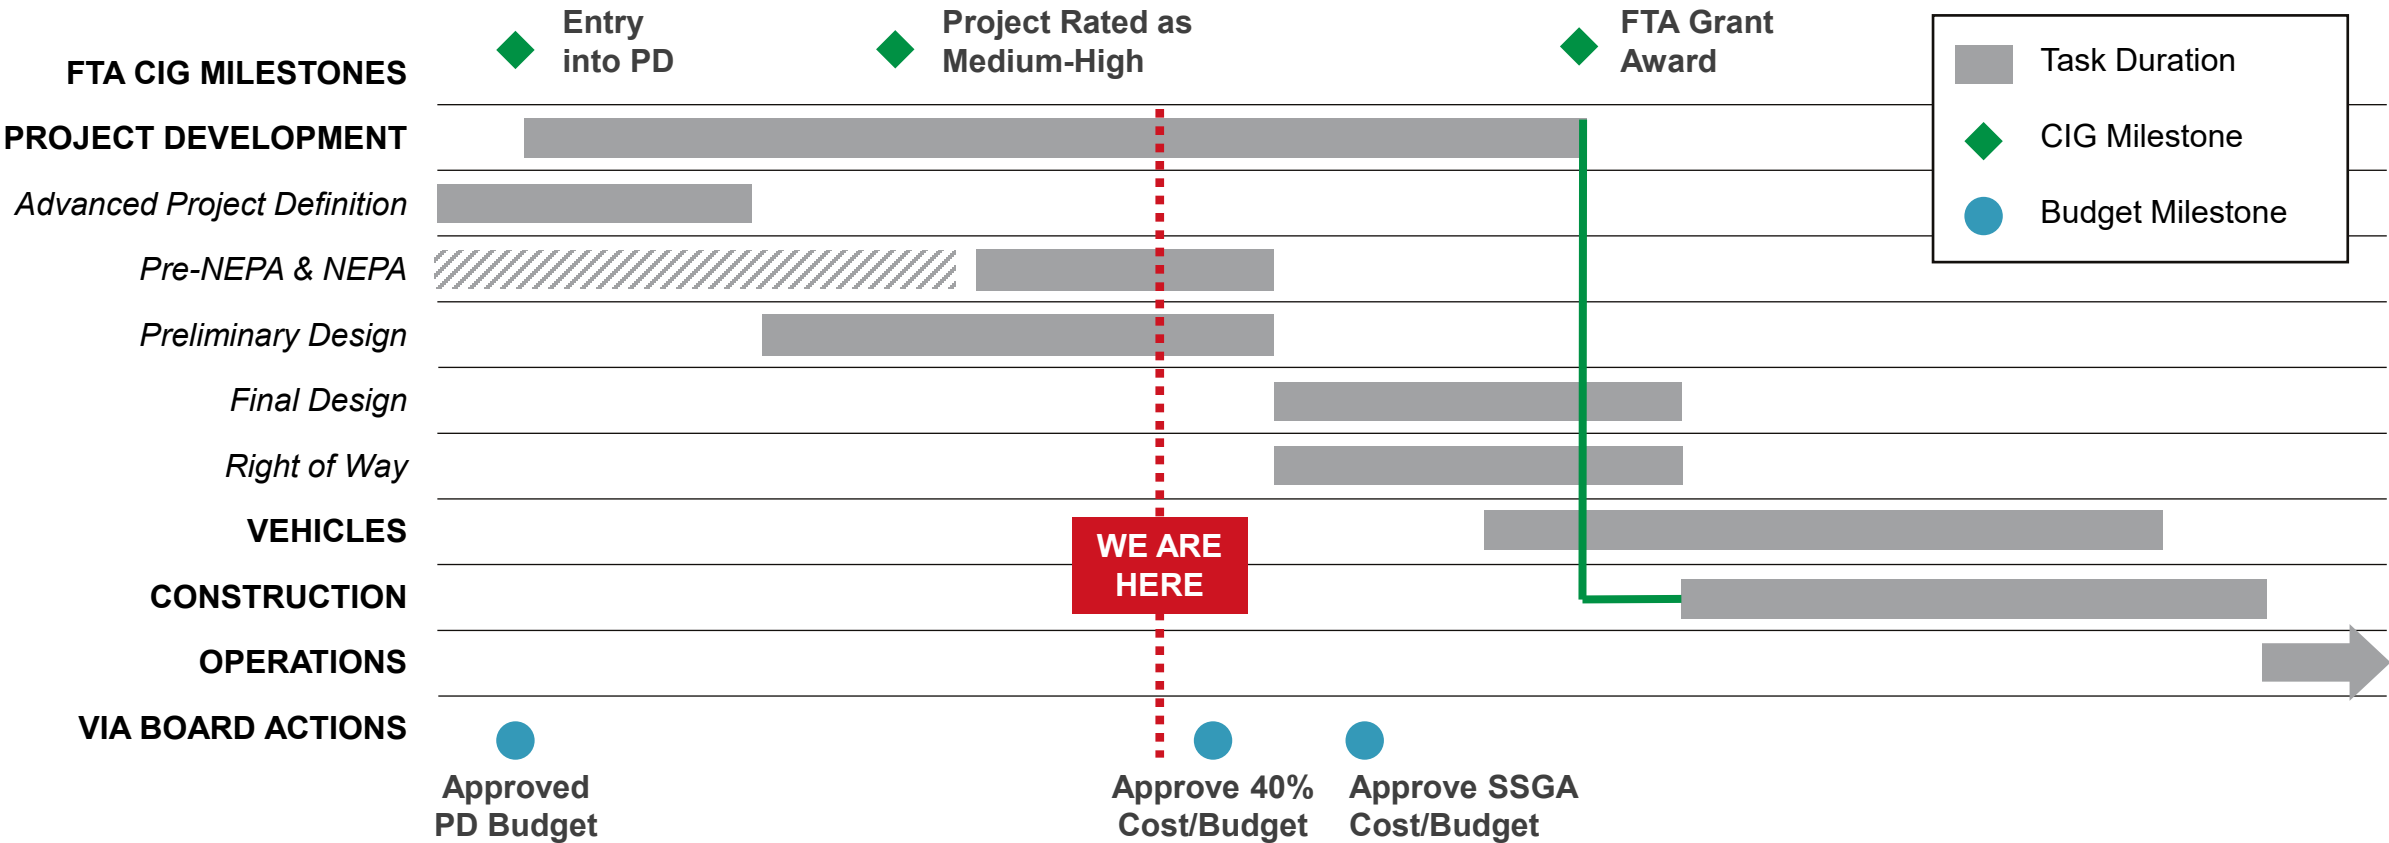 Entry
into PD
Project Rated as
Medium-High
FTA Grant
Award
Task Duration
CIG Milestone
Budget Milestone
FTA CIG MILESTONES
PROJECT DEVELOPMENT
Advanced Project Definition
Pre-NEPA & NEPA
Preliminary Design
Final Design
Right of Way
VEHICLES
WE ARE
HERE
CONSTRUCTION
OPERATIONS
VIA BOARD ACTIONS
Approved
PD Budget
Approve 40%
Cost/Budget
Approve SSGA
Cost/Budget